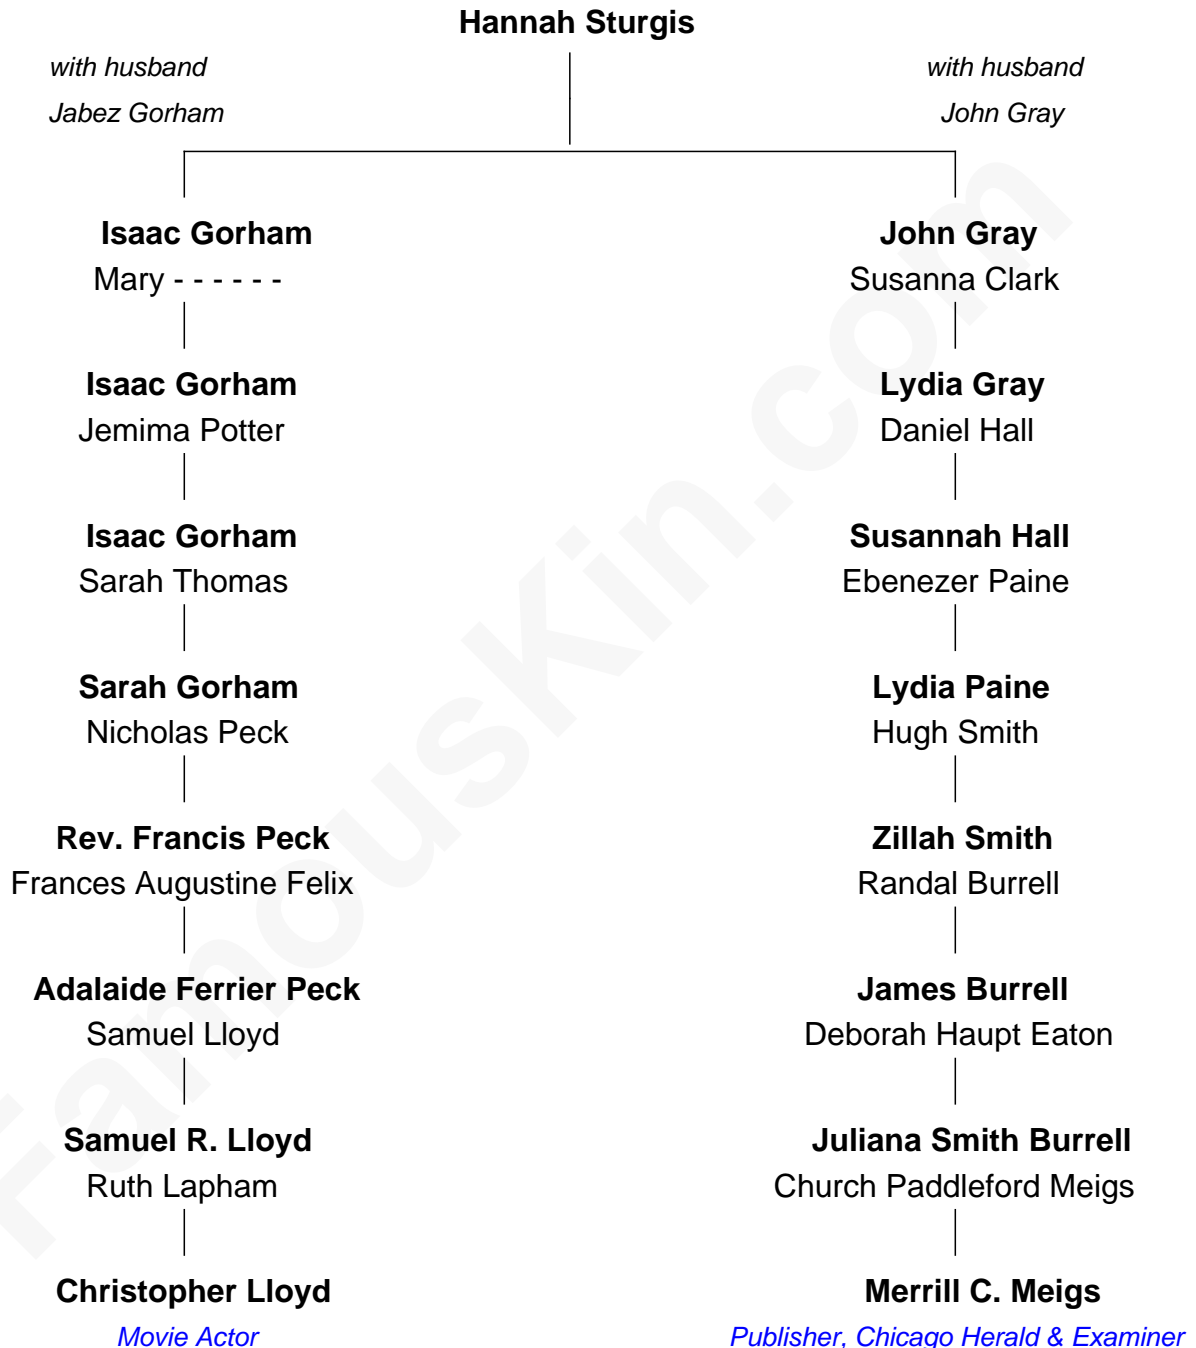 Hannah Sturgis
with husband
Jabez Gorham
with husband
John Gray
Isaac Gorham
Mary - - - - - -
John Gray
Susanna Clark
Isaac Gorham
Jemima Potter
Lydia Gray
Daniel Hall
Isaac Gorham
Sarah Thomas
Susannah Hall
Ebenezer Paine
Sarah Gorham
Nicholas Peck
Lydia Paine
Hugh Smith
Rev. Francis Peck
Frances Augustine Felix
Zillah Smith
Randal Burrell
Adalaide Ferrier Peck
Samuel Lloyd
James Burrell
Deborah Haupt Eaton
Samuel R. Lloyd
Ruth Lapham
Juliana Smith Burrell
Church Paddleford Meigs
Christopher Lloyd
Movie Actor
Merrill C. Meigs
Publisher, Chicago Herald & Examiner
FamousKin.com